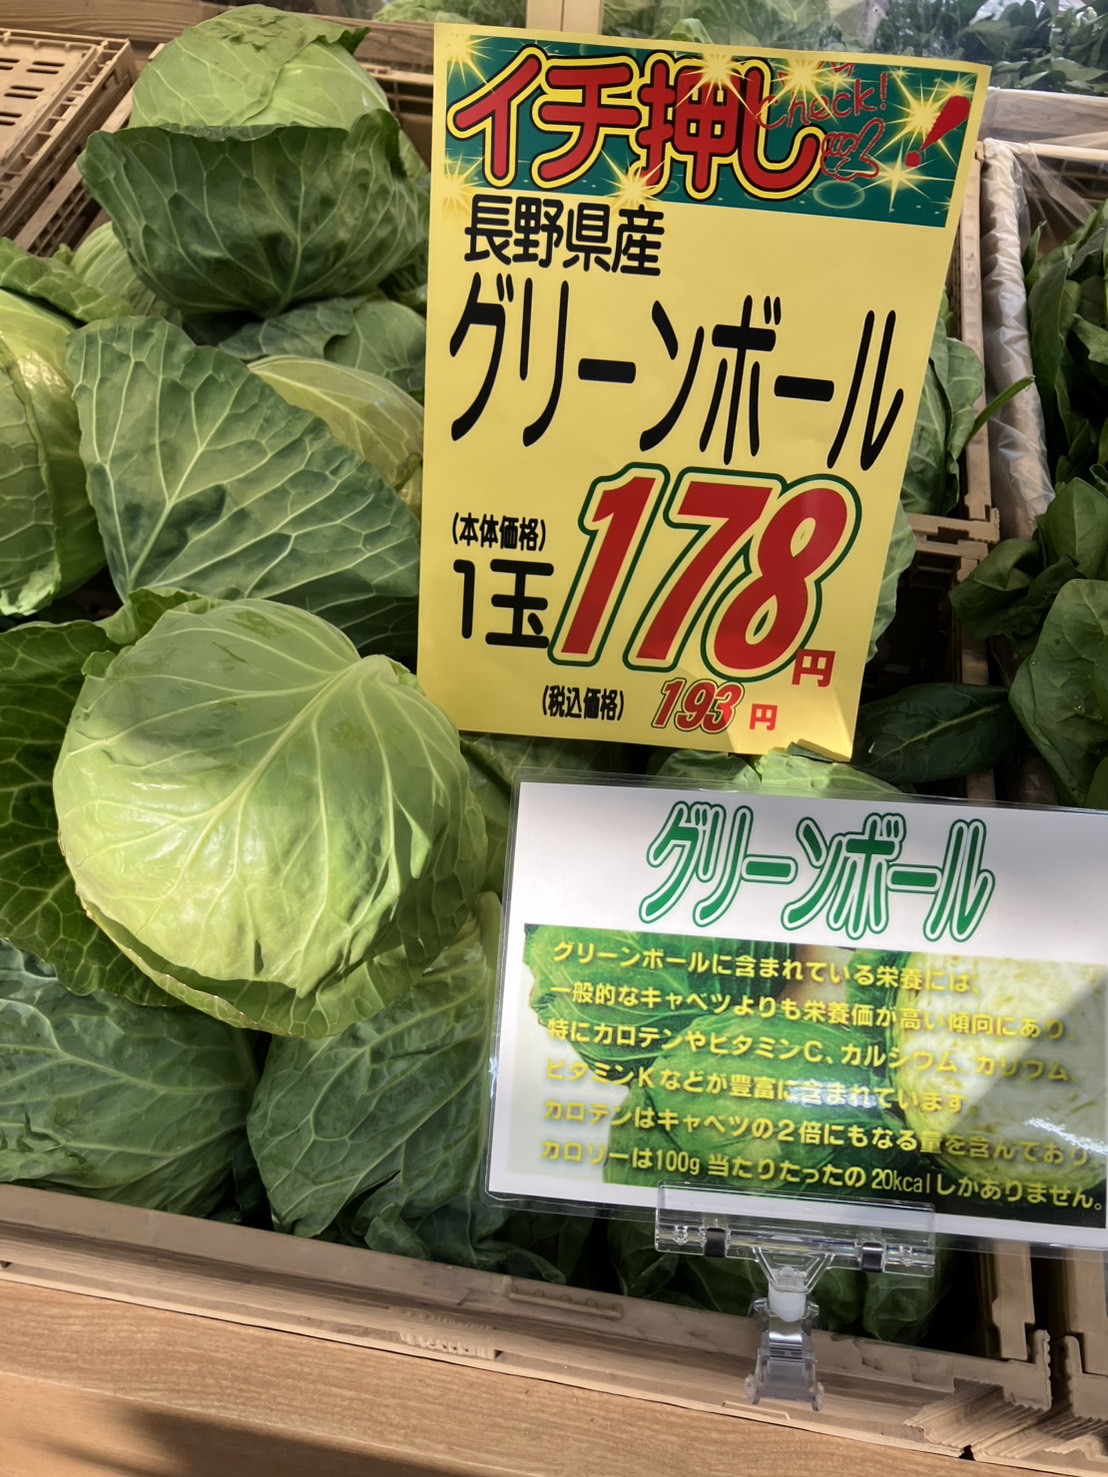 イチ押し
Check!
長野県産
グリーンボール
(本体価格)
1玉 178円
(税込価格) 193円
グリーンボール
グリーンボールに含まれている栄養には、
一般的なキャベツよりも栄養価が高い傾向にあり、
特にカロテンやビタミンC、カルシウム、カリウム、
ビタミンKなどが豊富に含まれています。
カロテンはキャベツの2倍にもなる量を含んでおり、
カロリーは100g当たりたったの20kcalしかありません。